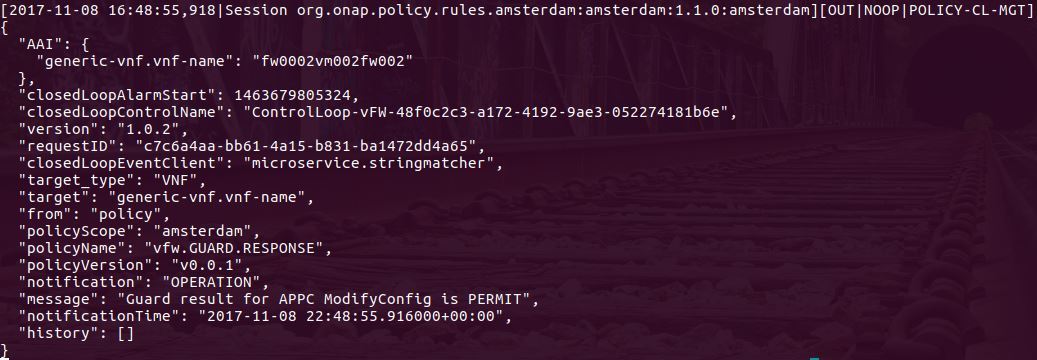 [2017-11-08 16:48:55,918|Session org.onap.policy.rules.amsterdam:amsterdam:1.1.0:amsterdam][OUT|NOOP|POLICY-CL-MGT]
{
  "AAI": {
    "generic-vnf.vnf-name": "fw0002vm002fw002"
  },
  "closedLoopAlarmStart": 1463679805324,
  "closedLoopControlName": "ControlLoop-vFW-48f0c2c3-a172-4192-9ae3-052274181b6e",
  "version": "1.0.2",
  "requestID": "c7c6a4aa-bb61-4a15-b831-ba1472dd4a65",
  "closedLoopEventClient": "microservice.stringmatcher",
  "target_type": "VNF",
  "target": "generic-vnf.vnf-name",
  "from": "policy",
  "policyScope": "amsterdam",
  "policyName": "vfw.GUARD.RESPONSE",
  "policyVersion": "v0.0.1",
  "notification": "OPERATION",
  "message": "Guard result for APPC ModifyConfig is PERMIT",
  "notificationTime": "2017-11-08 22:48:55.916000+00:00",
  "history": []
}